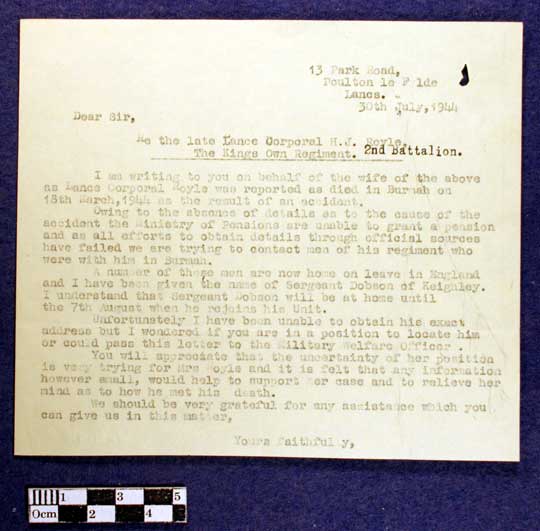 13 Park Road,
Poulton le F lde
Lancs.
30th July, 1944
Dear Sir,
Re the late Lance Corporal H.J. Hoyle.
The Kings Own Regiment. 2nd Battalion.
I am writing to you on behalf of the wife of the above
as Lance Corporal Hoyle was reported as died in Burmah on
18th March, 1944 as the result of an accident.
Owing to the absence of details as to the cause of the
accident the Ministry of Pensions are unable to grant a pension
and as all efforts to obtain details through official sources
have failed we are trying to contact men of his regiment who
were with him in Burmah.
A number of these men are now home on leave in England
and I have been given the name of Sergeant Dobson of Keighley.
I understand that Sergeant Dobson will be at home until
the 7th August when he rejoins his Unit.
Unfortunately I have been unable to obtain his exact
address but I wondered if you are in a position to locate him
or could pass this letter to the Military Welfare Officer .
You will appreciate that the uncertainty of her position
is very trying for Mrs Hoyle and it is felt that any information
however small, would help to support her case and to relieve her
mind as to how he met his death.
We should be very grateful for any assistance which you
can give us in this matter,
Yours faithfully,
1 3 5
0cm 2 4